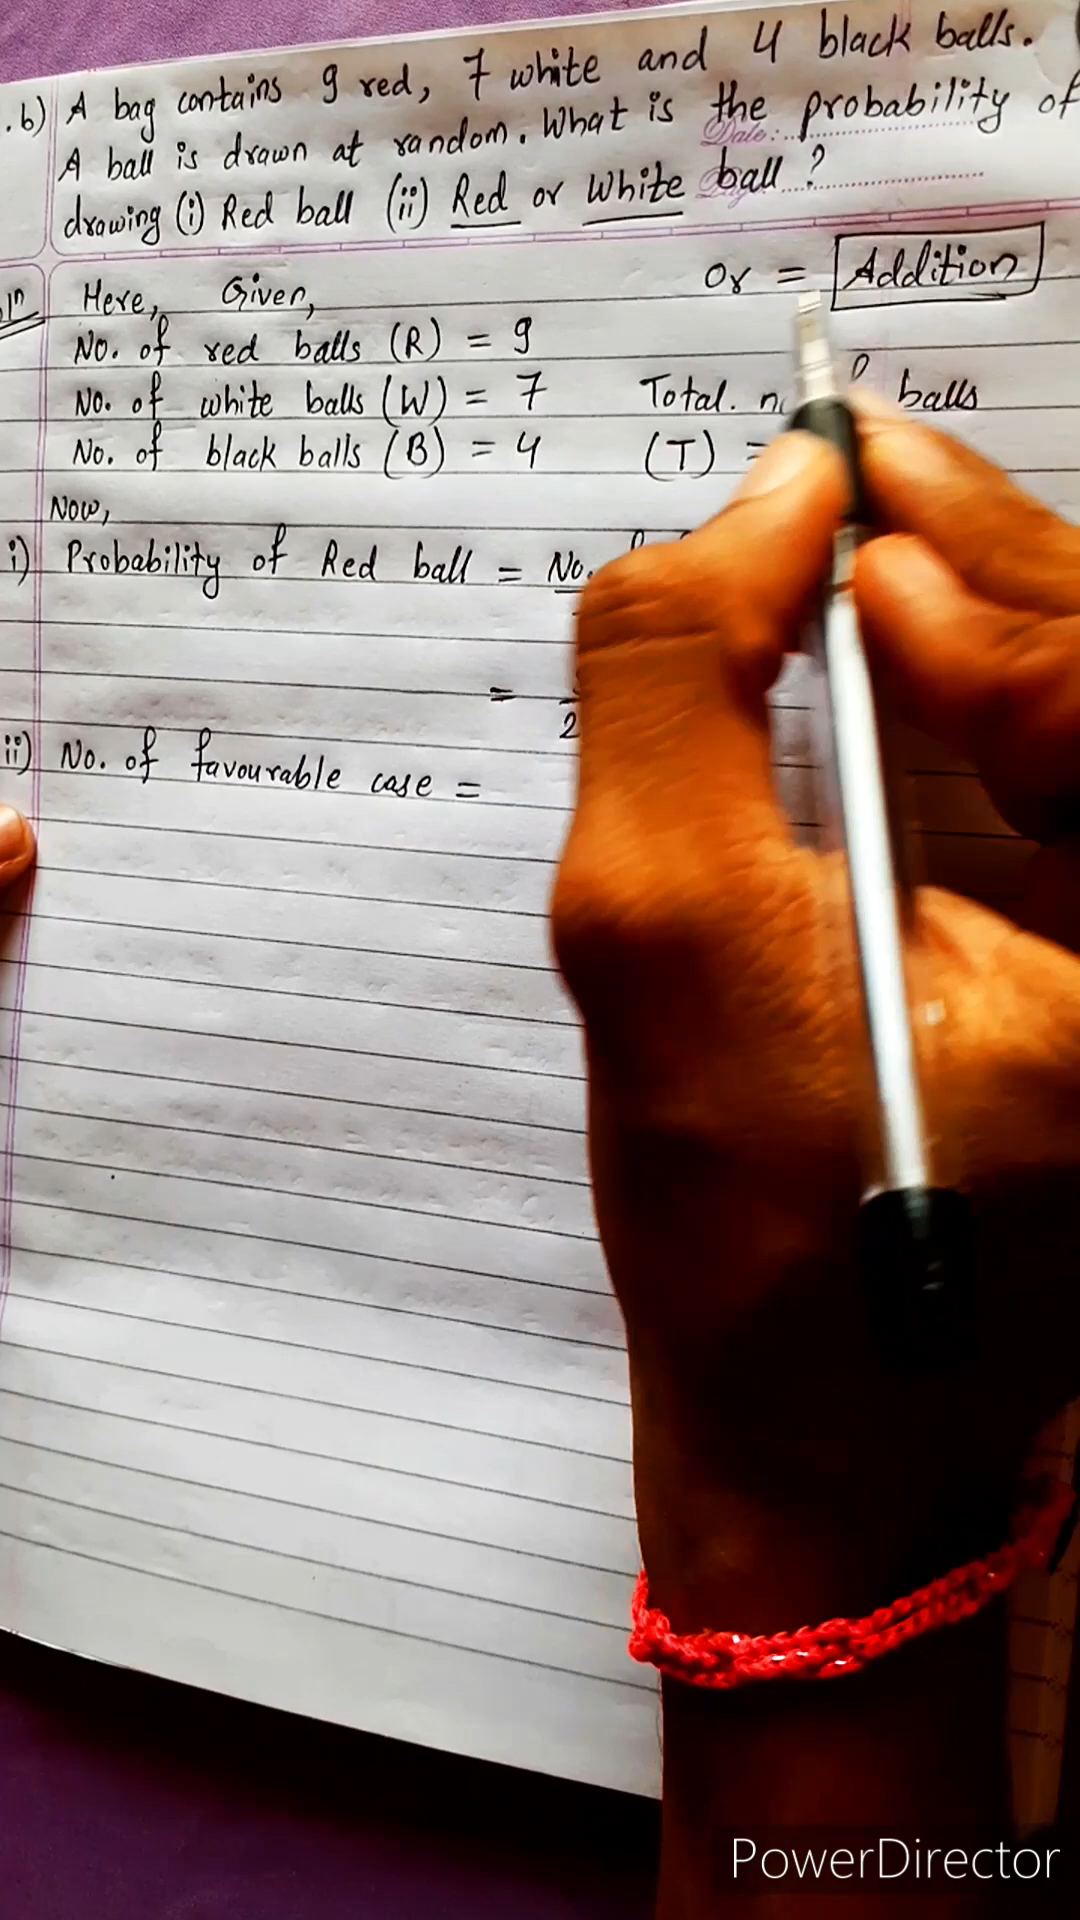 .b) A bag contains 9 red, 7 white and 4 black balls.
A ball is drawn at random. What is the probability of
Date:
drawing (i) Red ball (ii) Red or White ball ?
Or = Addition
Here, Given,
No. of red balls (R) = 9
No. of white balls (W) = 7 Total. balls
No. of black balls (B) = 4 (T) =
Now,
i) Probability of Red ball = No.
=
ii) No. of favourable case =
PowerDirector